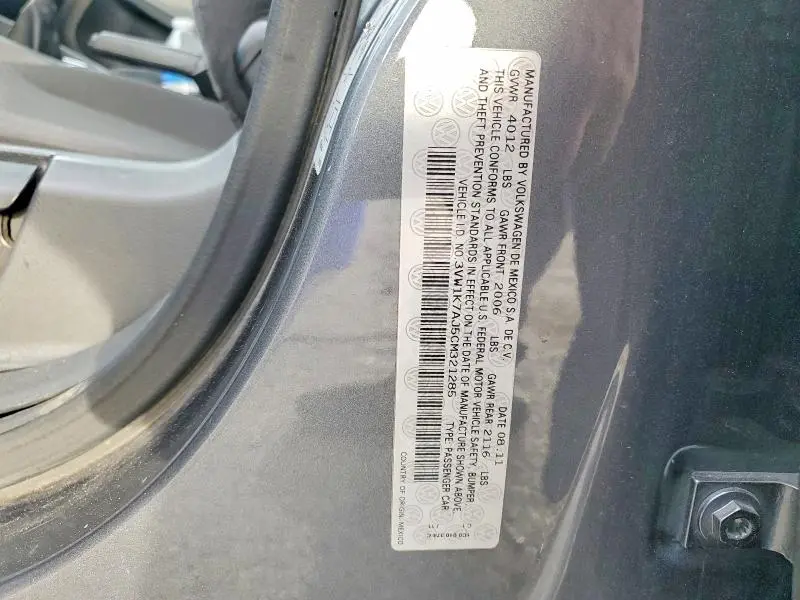 MANUFACTURED BY VOLKSWAGEN DE MEXICO S.A. DE C.V.
GVWR 4012 LBS GAWR FRONT 2006 LBS GAWR REAR 2116 LBS DATE 08.11
THIS VEHICLE CONFORMS TO ALL APPLICABLE U.S. FEDERAL MOTOR VEHICLE SAFETY, BUMPER
AND THEFT PREVENTION STANDARDS IN EFFECT ON THE DATE OF MANUFACTURE SHOWN ABOVE.
VEHICLE ID. NO. 3VW1K7AJ5CM321285 TYPE: PASSENGER CAR
COUNTRY OF ORIGIN: MEXICO